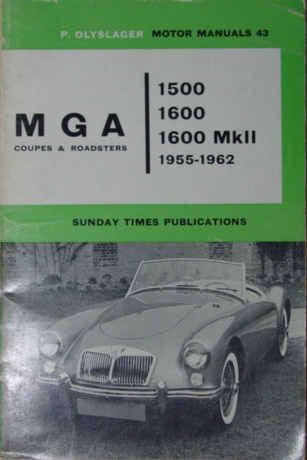 P. OLYSLAGER MOTOR MANUALS 43
MGA
COUPES & ROADSTERS
1500
1600
1600 MkII
1955-1962
SUNDAY TIMES PUBLICATIONS